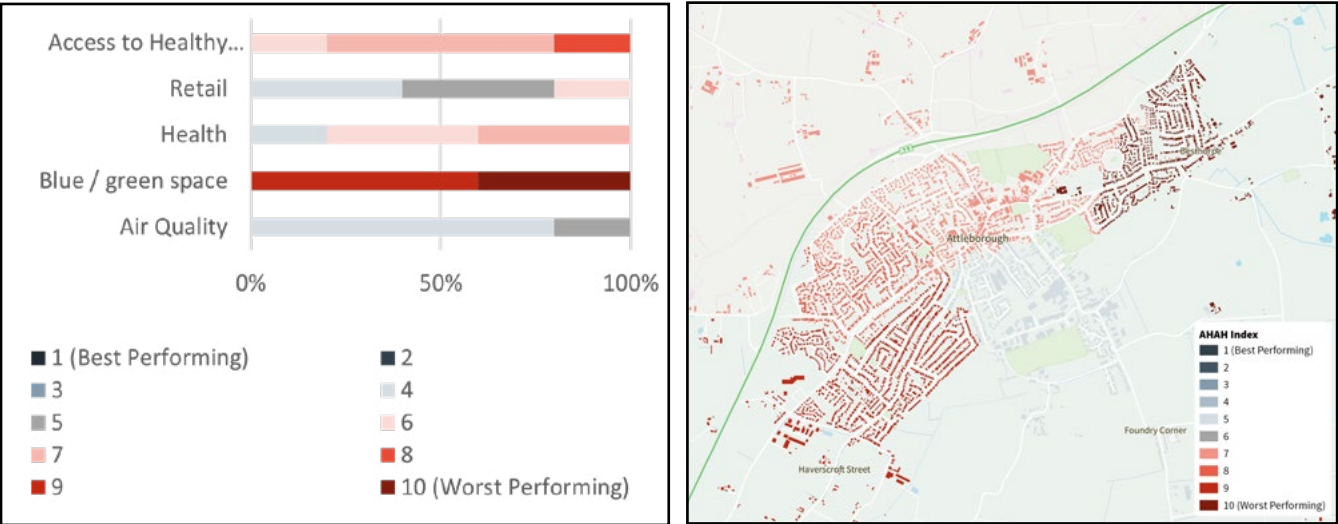 Access to Healthy...
Retail
Health
Blue / green space
Air Quality
0% 50% 100%
1 (Best Performing) 2
3 4
5 6
7 8
9 10 (Worst Performing)
A11
Besthorpe
Attleborough
Foundry Corner
Haverscroft Street
AHAH Index
1 (Best Performing)
2
3
4
5
6
7
8
9
10 (Worst Performing)